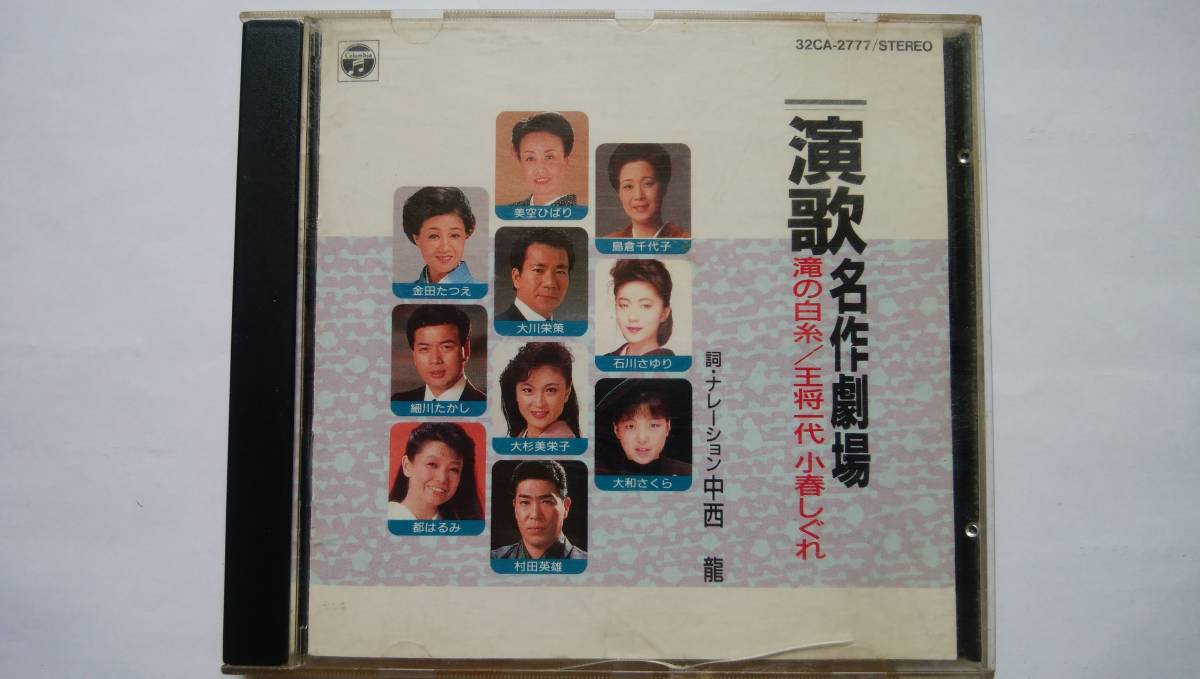 Columbia
32CA-2777/STEREO
演歌名作劇場
滝の白糸/王将一代 小春しぐれ
詞・ナレーション 中西 龍
美空ひばり
島倉千代子
金田たつえ
大川栄策
石川さゆり
細川たかし
大杉美栄子
大和さくら
都はるみ
村田英雄